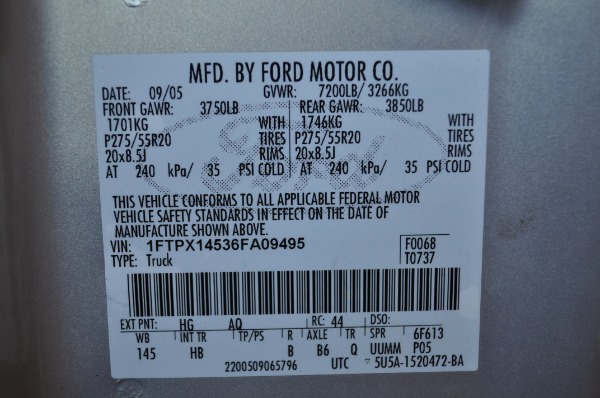 MFD. BY FORD MOTOR CO.
DATE: 09/05 GVWR: 7200LB/ 3266KG
FRONT GAWR: 3750LB REAR GAWR: 3850LB
1701KG WITH 1746KG WITH
P275/55R20 TIRES P275/55R20 TIRES
20x8.5J RIMS 20x8.5J RIMS
AT 240 kPa/ 35 PSI COLD AT 240 kPa/ 35 PSI COLD
Ford
THIS VEHICLE CONFORMS TO ALL APPLICABLE FEDERAL MOTOR
VEHICLE SAFETY STANDARDS IN EFFECT ON THE DATE OF
MANUFACTURE SHOWN ABOVE.
VIN: 1FTPX14536FA09495 F0068
TYPE: Truck T0737
EXT PNT: HG AQ RC: 44 DSO:
WB INT TR TP/PS R AXLE TR SPR 6F613
145 HB B B6 Q UUMM P05
2200509065796 UTC 5U5A-1520472-BA